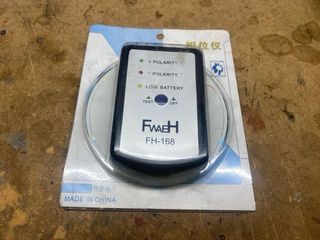 相位仪
+ POLARITY
- POLARITY
LOW BATTERY
TEST OFF
FWAEH
FH-168
MADE IN CHINA